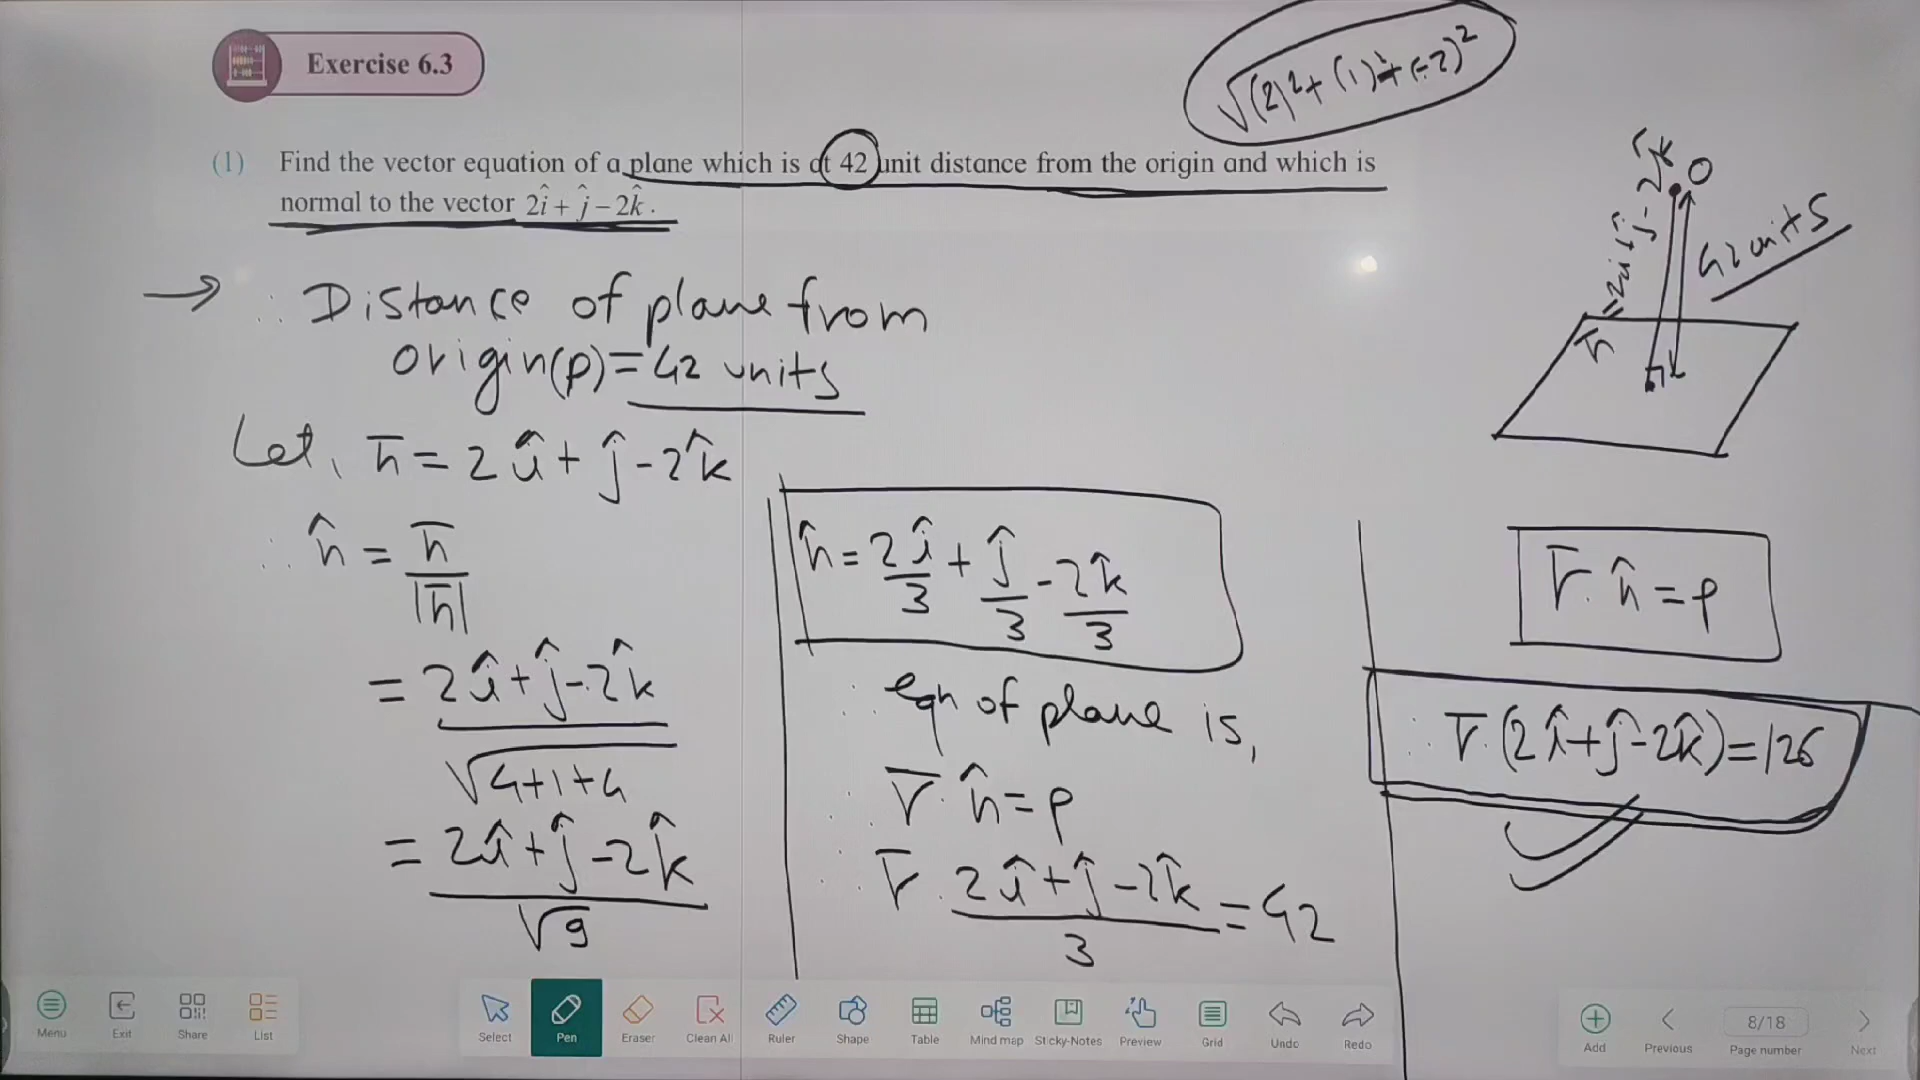 Exercise 6.3
√(2)²+(1)²+(-2)²
(1) Find the vector equation of a plane which is at 42 unit distance from the origin and which is
normal to the vector 2î + ĵ − 2k̂ .
O
n̄ = 2î+ĵ-2k̂
42 units
→ ∴ Distance of plane from
origin(p)=42 units
Let, n̄ = 2î+ĵ-2k̂
∴ n̂ = n̄/|n̄|
= 2î+ĵ-2k̂
√4+1+4
= 2î+ĵ-2k̂
√9
n̂ = 2î/3 + ĵ/3 - 2k̂/3
∴ eqn of plane is,
∴ r̄.n̂=p
∴ r̄. 2î+ĵ-2k̂/3 = 42
r̄.n̂=p
∴ r̄.(2î+ĵ-2k̂)=126
Menu Exit Share List Select Pen Eraser Clean All Ruler Shape Table Mind map Sticky-Notes Preview Grid Undo Redo Add Previous 8/18 Page number Next